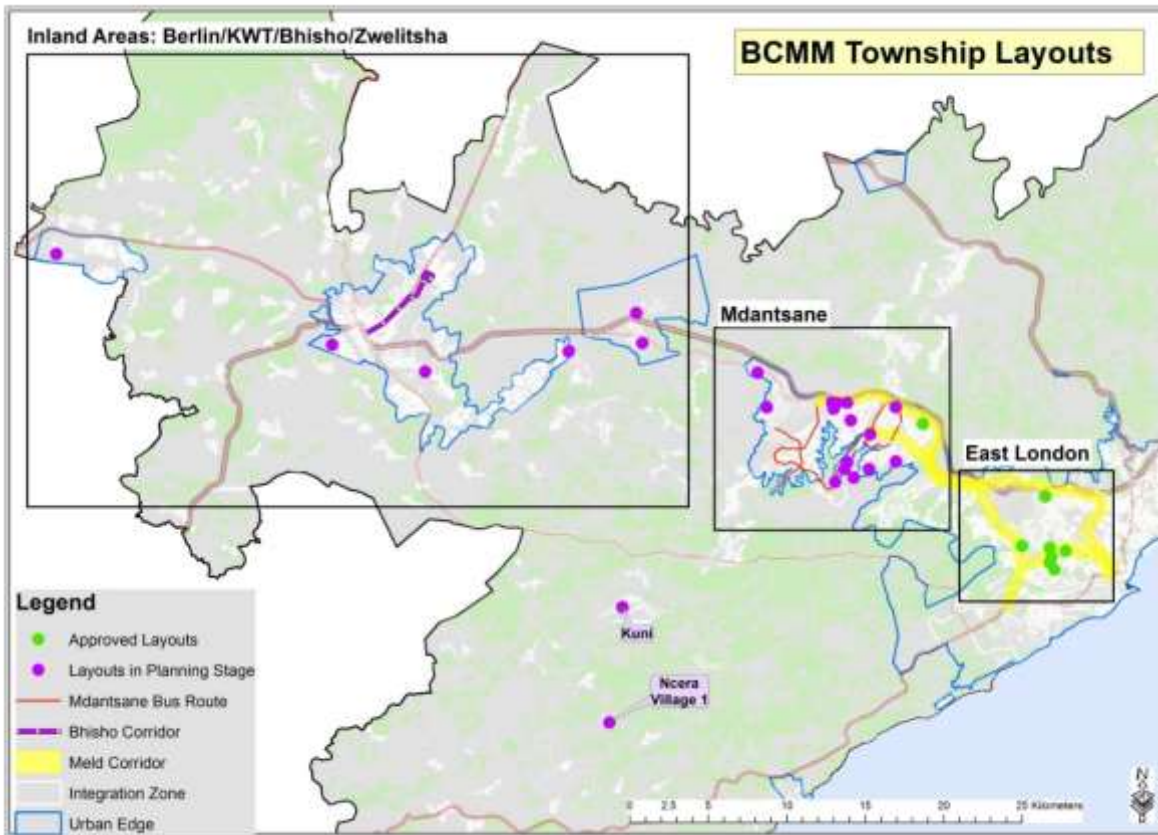 Inland Areas: Berlin/KWT/Bhisho/Zwelitsha
BCMM Township Layouts
Mdantsane
East London
Kuni
Ncera
Village 1
Legend
Approved Layouts
Layouts in Planning Stage
Mdantsane Bus Route
Bhisho Corridor
Meld Corridor
Integration Zone
Urban Edge
0 2,5 5 10 15 20 25 Kilometers
N